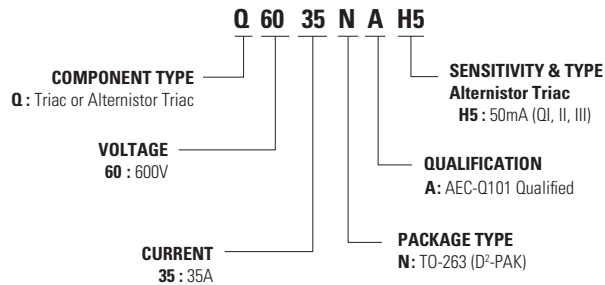 Q 60 35 N A H5
COMPONENT TYPE
Q : Triac or Alternistor Triac
VOLTAGE
60 : 600V
CURRENT
35 : 35A
SENSITIVITY & TYPE
Alternistor Triac
H5 : 50mA (QI, II, III)
QUALIFICATION
A: AEC-Q101 Qualified
PACKAGE TYPE
N: TO-263 (D²-PAK)